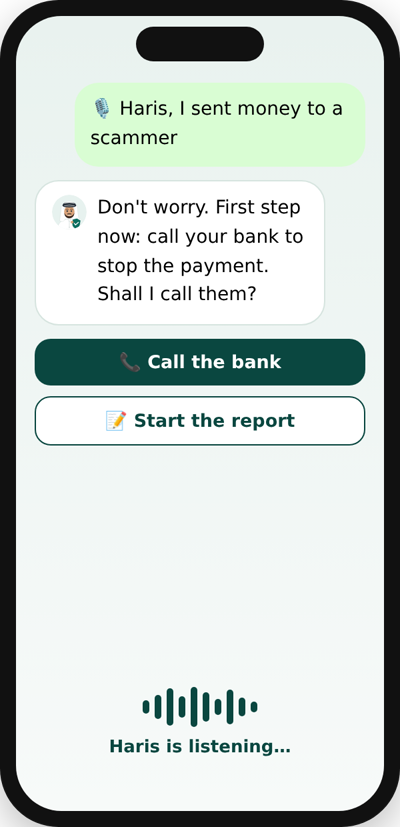 🎙️ Haris, I sent money to a
scammer
Don't worry. First step
now: call your bank to
stop the payment.
Shall I call them?
📞 Call the bank
📝 Start the report
Haris is listening...